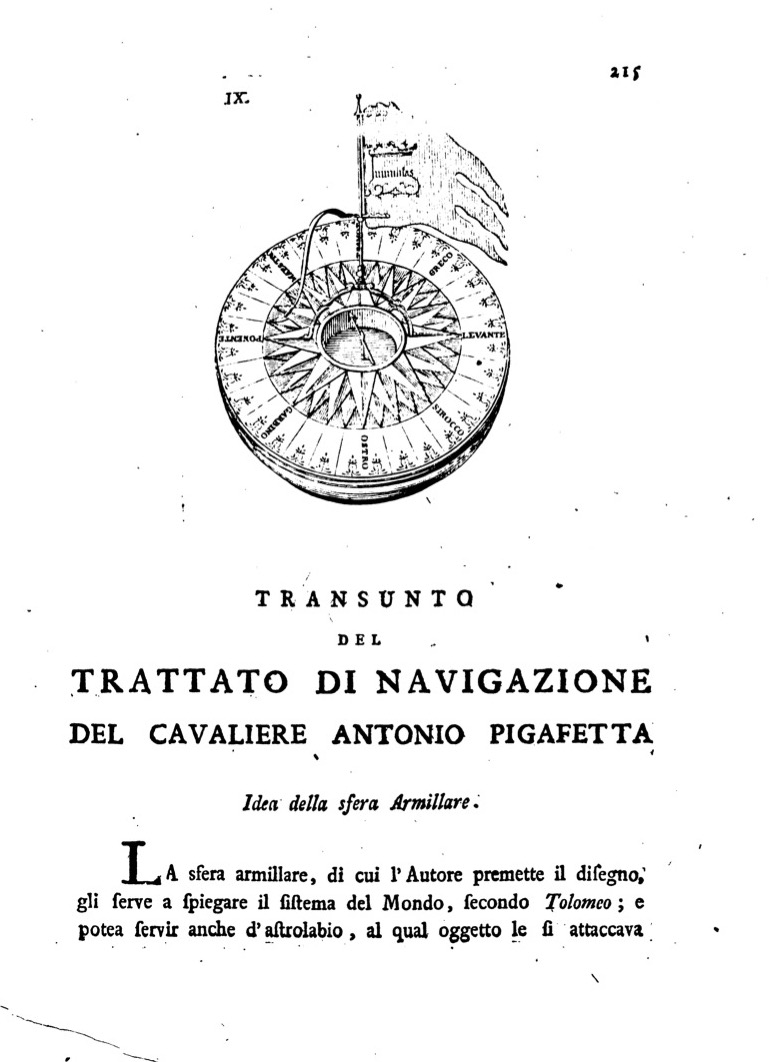 215
IX.
GRECO
LEVANTE
SIROCCO
OSTRO
GARBINO
PONENTE
TRANSUNTO
DEL
TRATTATO DI NAVIGAZIONE
DEL CAVALIERE ANTONIO PIGAFETTA
Idea della sfera Armillare.
LA sfera armillare, di cui l'Autore premette il diſegno,
gli ſerve a ſpiegare il ſiſtema del Mondo, ſecondo Tolomeo; e
potea ſervir anche d'aſtrolabio, al qual oggetto le ſi attaccava